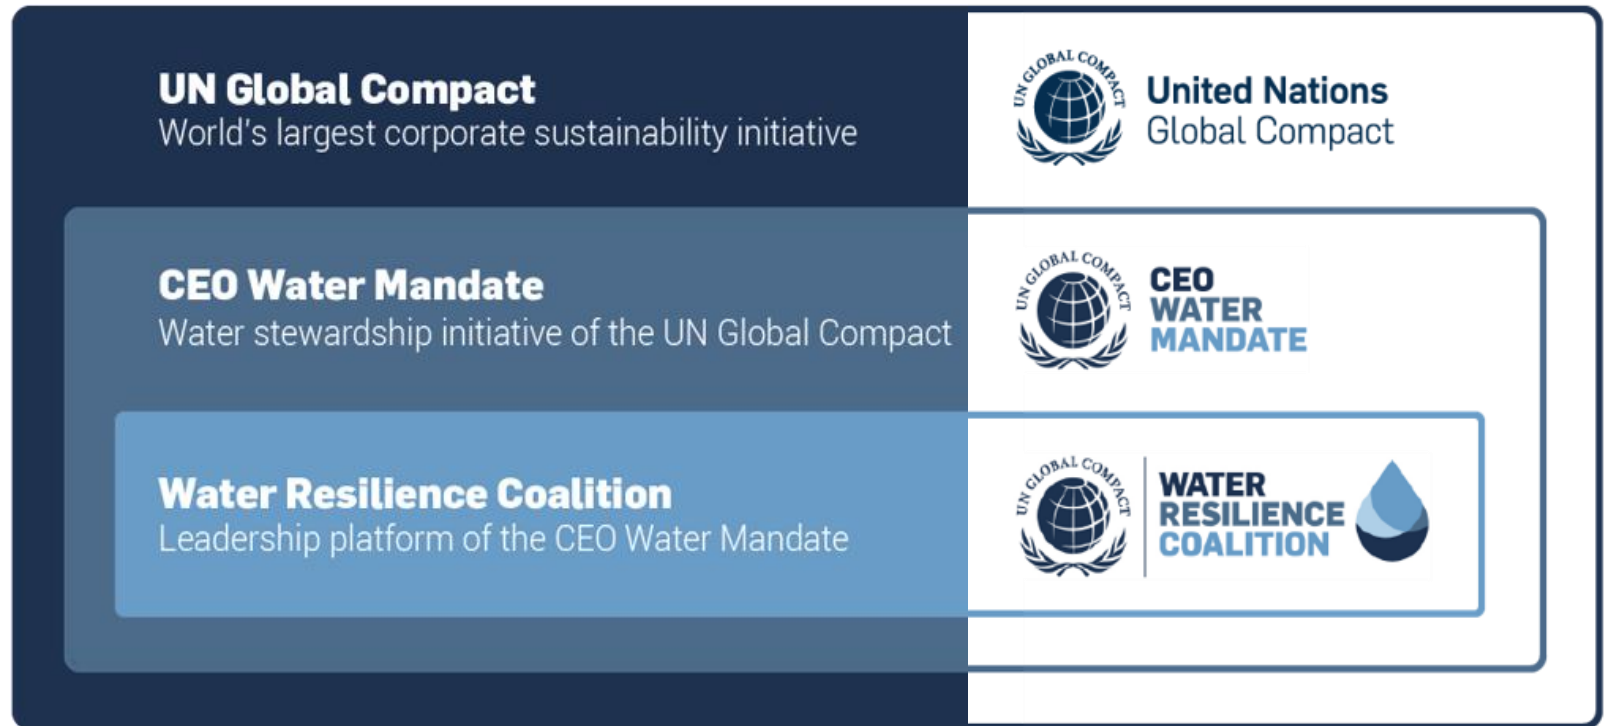 UN Global Compact
World's largest corporate sustainability initiative
UN GLOBAL COMPACT
United Nations
Global Compact
CEO Water Mandate
Water stewardship initiative of the UN Global Compact
UN GLOBAL COMPACT
CEO
WATER
MANDATE
Water Resilience Coalition
Leadership platform of the CEO Water Mandate
UN GLOBAL COMPACT
WATER
RESILIENCE
COALITION